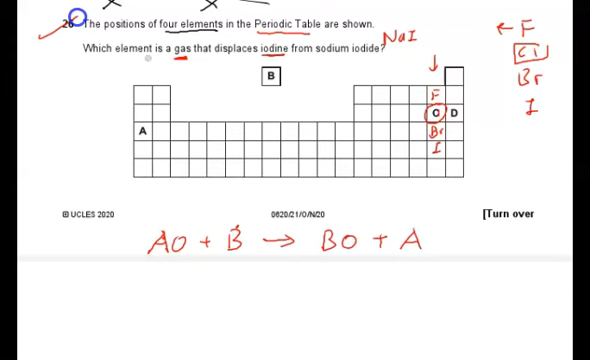 26 The positions of four elements in the Periodic Table are shown.
Which element is a gas that displaces iodine from sodium iodide?
NaI
← F
Cl
Br
I
B
↓
F
C D
A Br
I
© UCLES 2020 0620/21/O/N/20 [Turn over
AO + B → BO + A